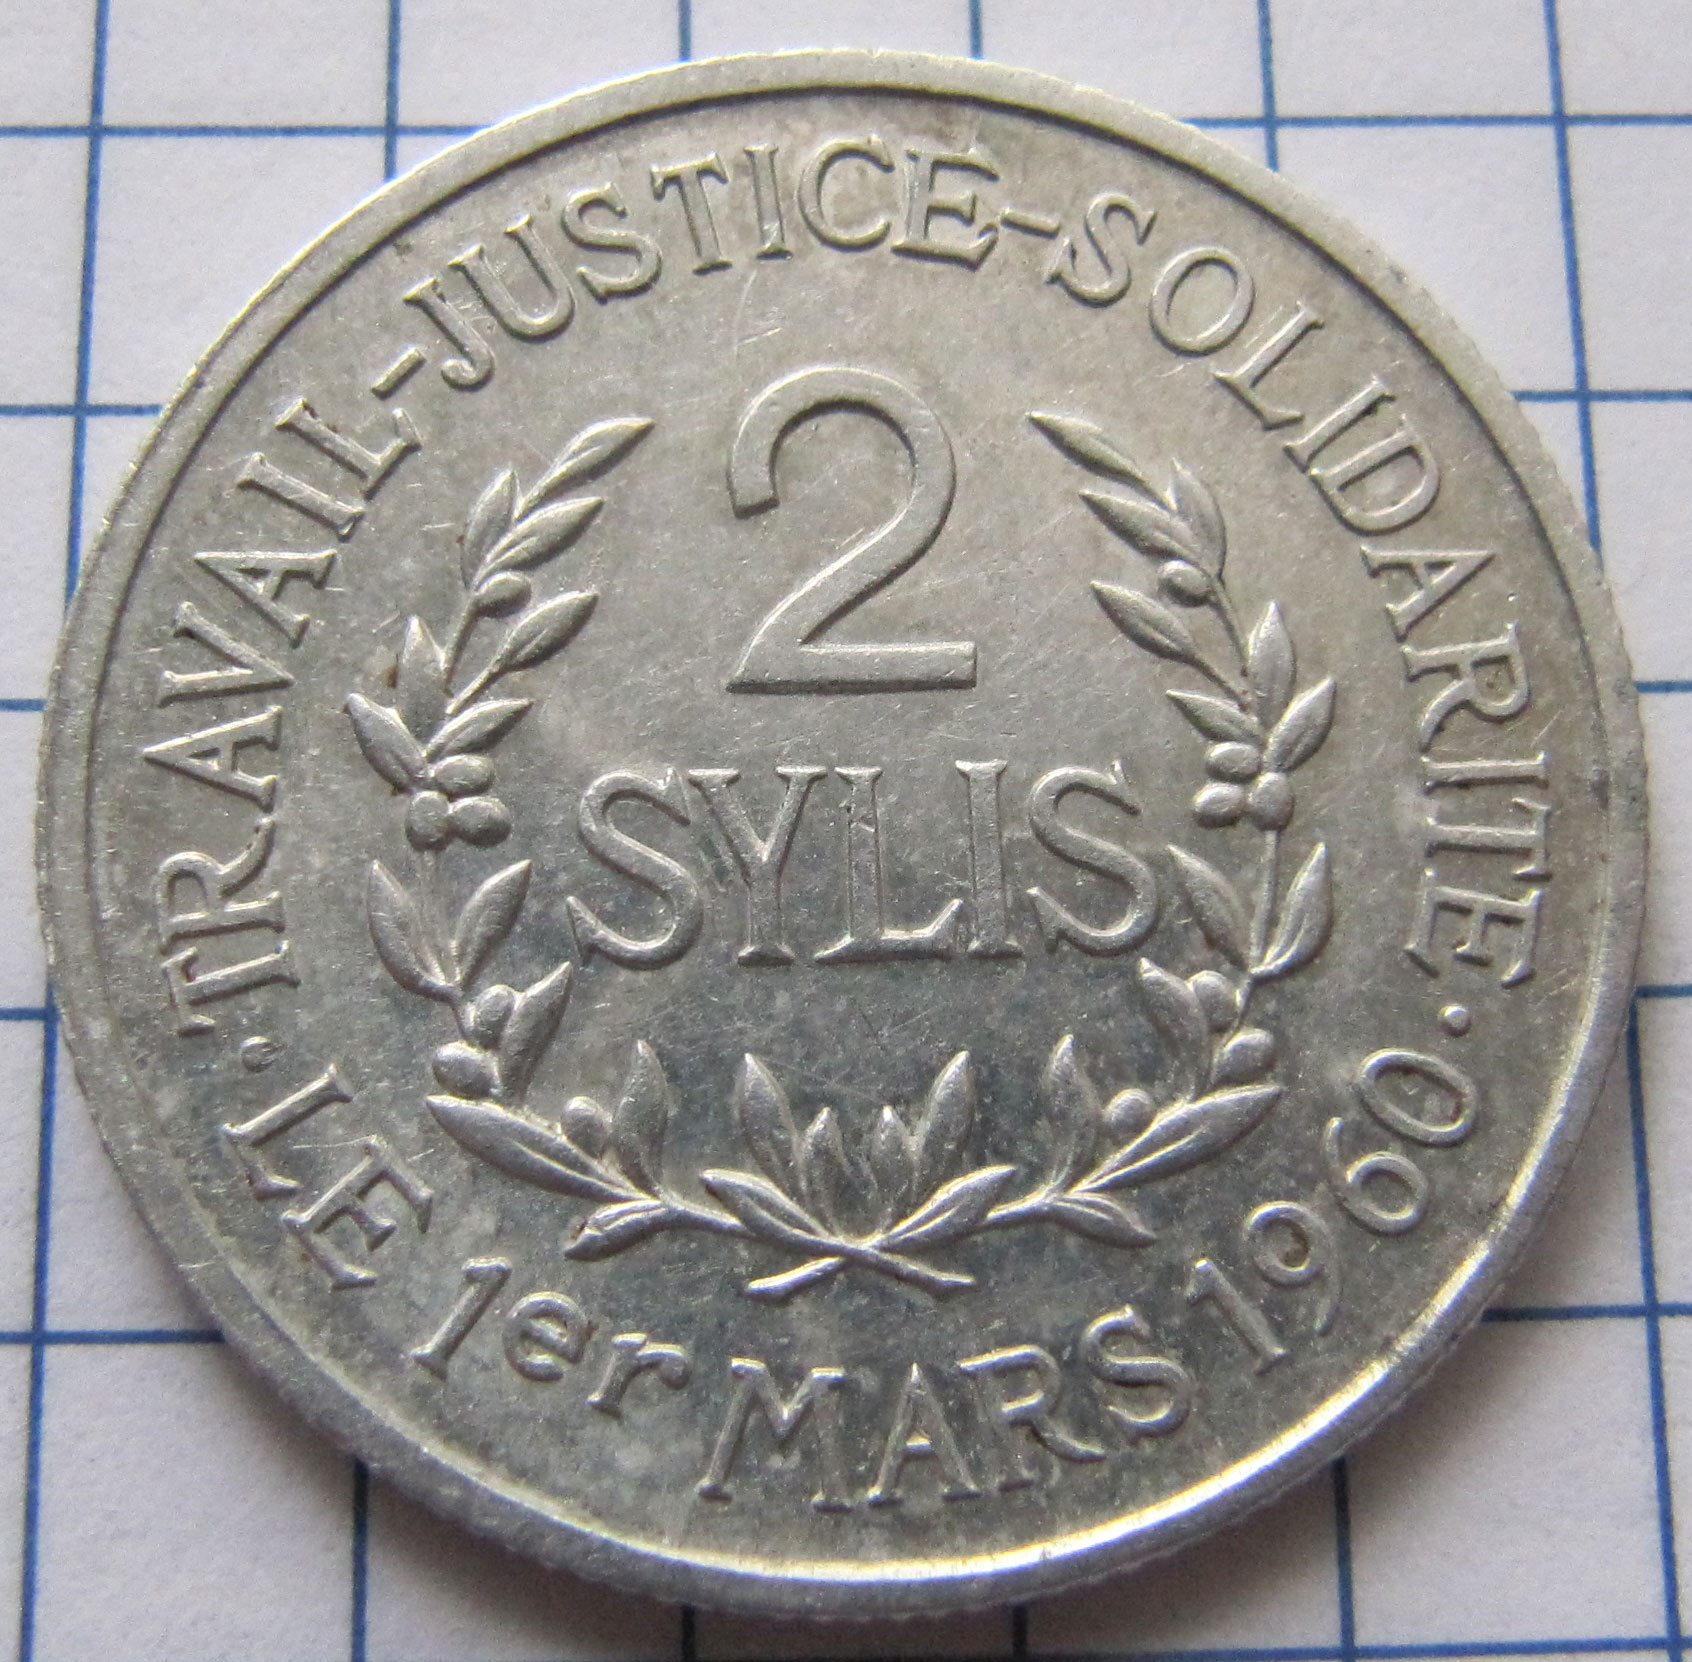 TRAVAIL-JUSTICE-SOLIDARITE
2
SYLIS
·LE 1er MARS 1960·